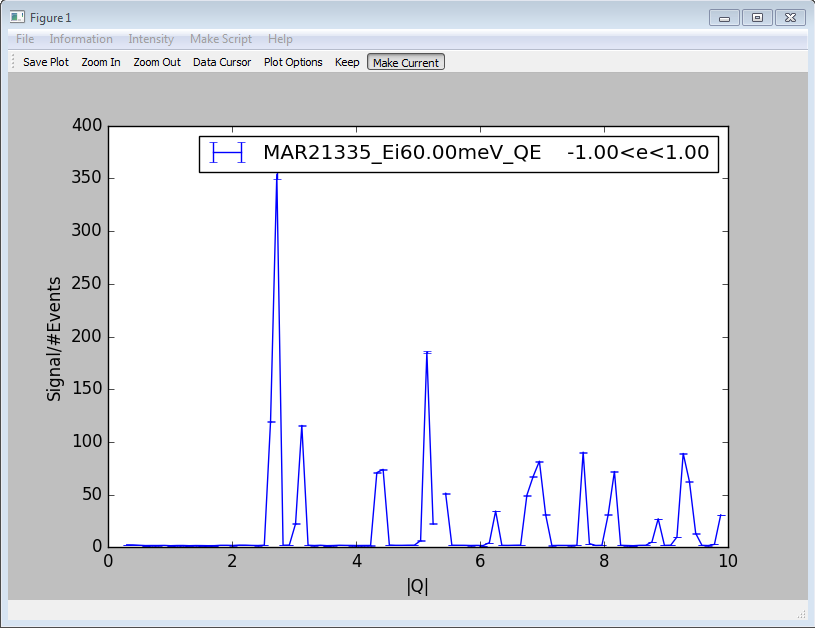 Figure 1
File Information Intensity Make Script Help
Save Plot Zoom In Zoom Out Data Cursor Plot Options Keep Make Current
MAR21335_Ei60.00meV_QE -1.00<e<1.00
400
350
300
250
200
150
100
50
0
Signal/#Events
0 2 4 6 8 10
|Q|